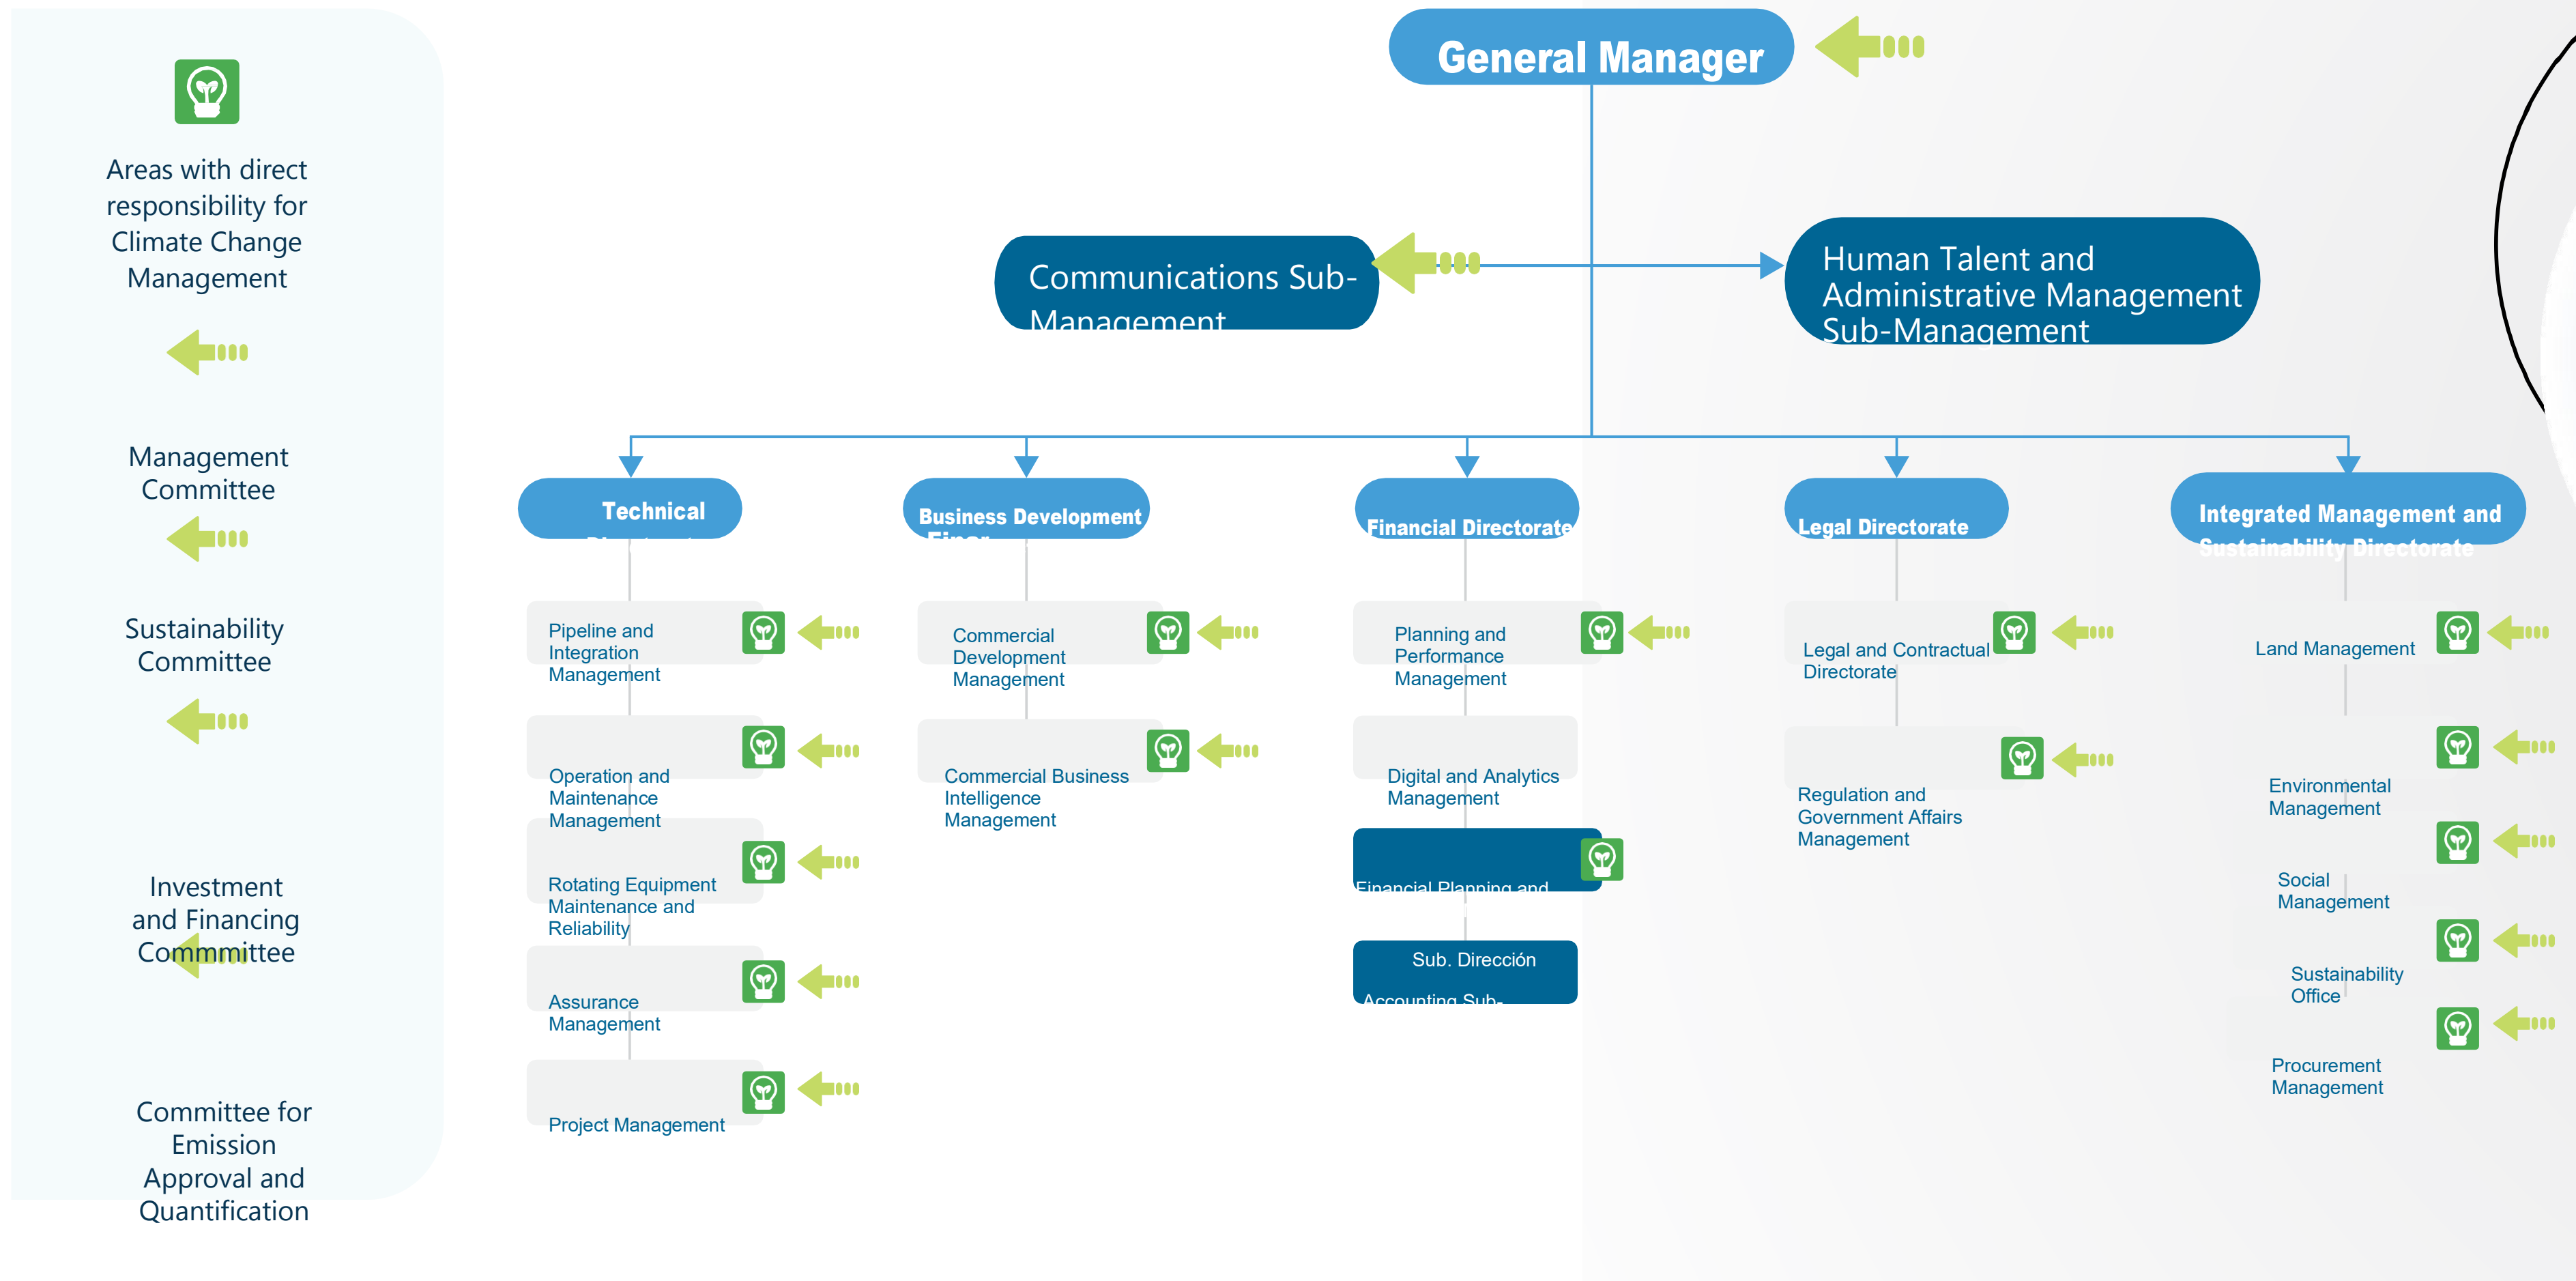 Areas with direct
responsibility for
Climate Change
Management
Management
Committee
Sustainability
Committee
Investment
and Financing
Commmittee
Committee for
Emission
Approval and
Quantification
General Manager
Communications Sub-
Management
Human Talent and
Administrative Management
Sub-Management
Technical
Business Development
Financial Directorate
Legal Directorate
Integrated Management and
Sustainability Directorate
Pipeline and
Integration
Management
Operation and
Maintenance
Management
Rotating Equipment
Maintenance and
Reliability
Assurance
Management
Project Management
Commercial
Development
Management
Commercial Business
Intelligence
Management
Planning and
Performance
Management
Digital and Analytics
Management
Financial Planning and
Sub. Dirección
Accounting Sub-
Legal and Contractual
Directorate
Regulation and
Government Affairs
Management
Land Management
Environmental
Management
Social
Management
Sustainability
Office
Procurement
Management